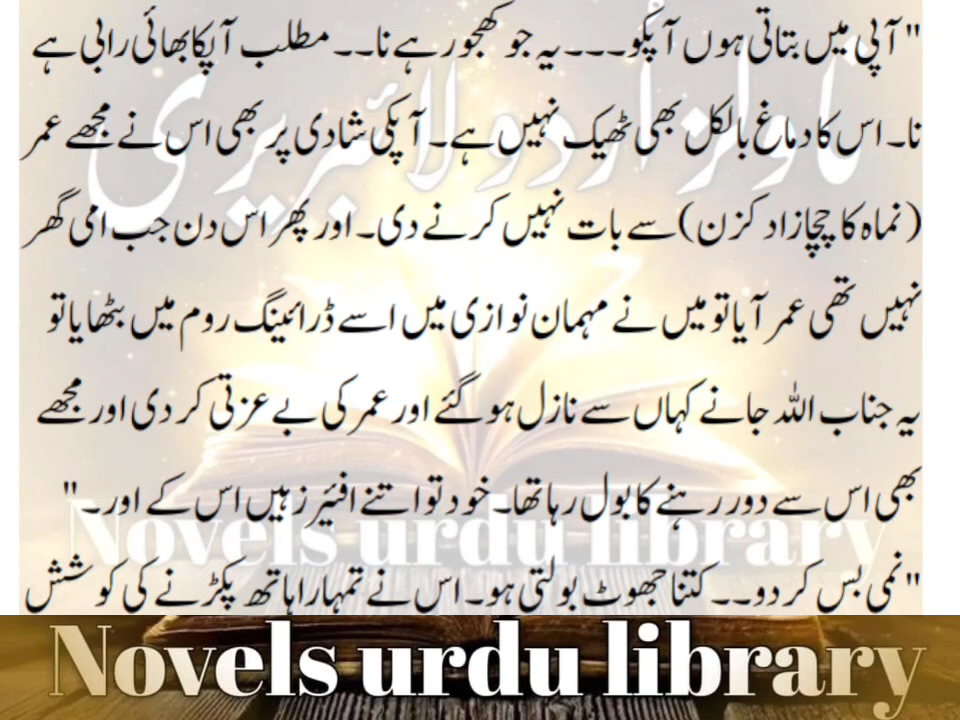 "آپی میں بتاتی ہوں آپکو۔۔۔یہ جو کھجور ہے نا۔۔مطلب آپکا بھائی رابی ہے
نا۔ اس کا دماغ بالکل بھی ٹھیک نہیں ہے۔ آپکی شادی پر بھی اس نے مجھے عمر
(نماہ کا چچازاد کزن) سے بات نہیں کرنے دی۔ اور پھر اس دن جب امی گھر
نہیں تھی عمر آیا تو میں نے مہمان نوازی میں اسے ڈرائینگ روم میں بٹھایا تو
یہ جناب اللہ جانے کہاں سے نازل ہو گئے اور عمر کی بے عزتی کر دی اور مجھے
بھی اس سے دور رہنے کا بول رہا تھا۔ خود تو اتنے افئیرز ہیں اس کے اور۔"
"نمی بس کر دو۔۔ کتنا جھوٹ بولتی ہو۔ اس نے تمہارا ہاتھ پکڑنے کی کوشش
ناولز اردو لائبریری
Novels urdu library
Novels urdu library